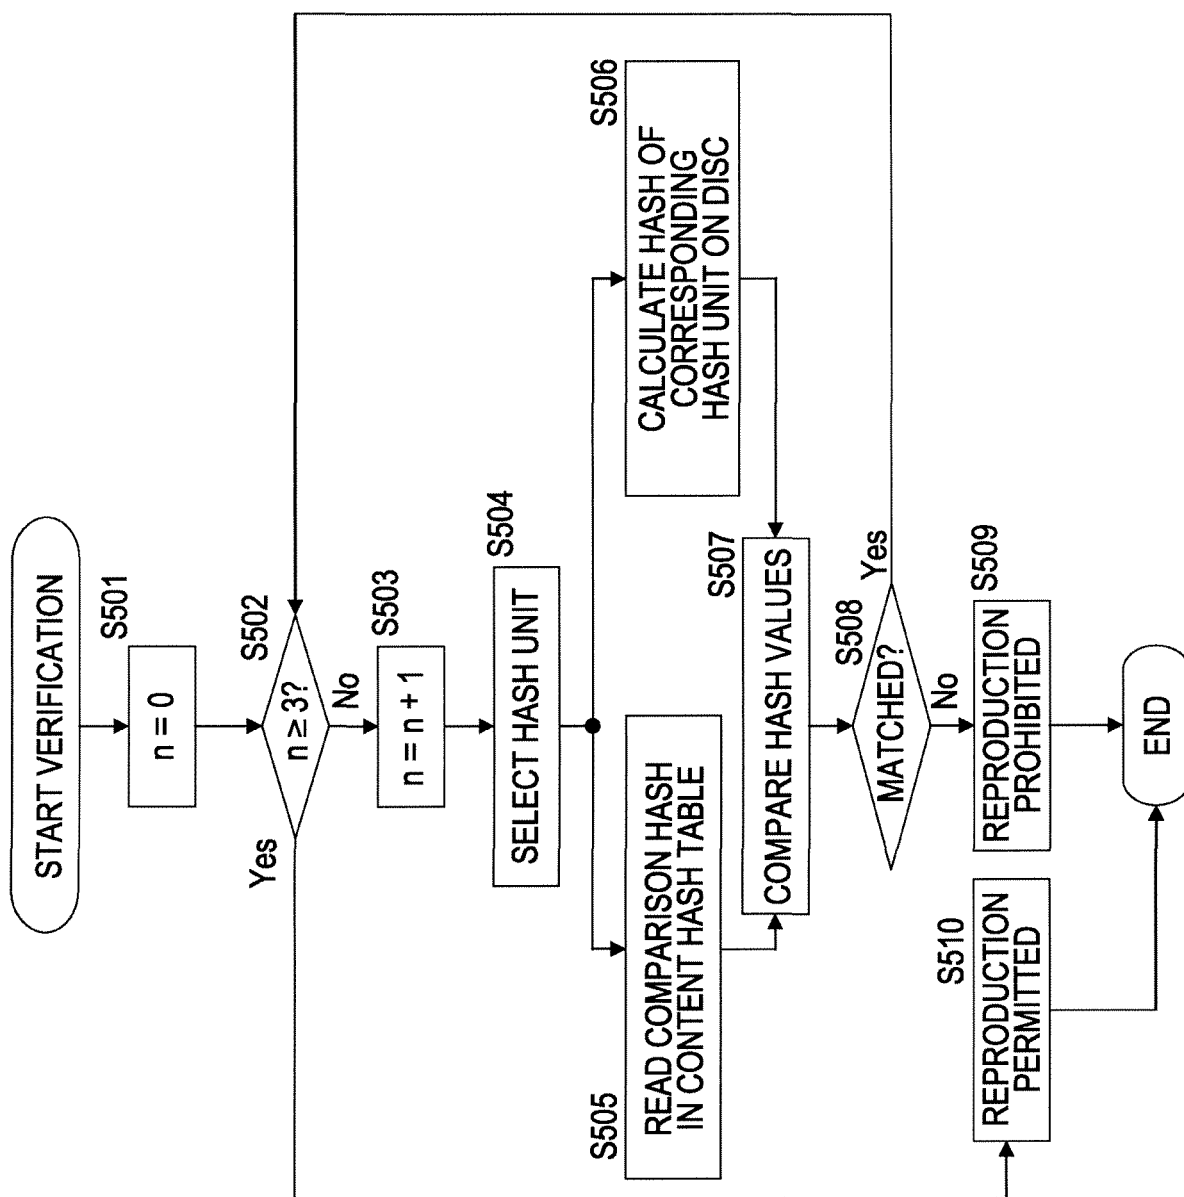 START VERIFICATION
S501
n = 0
S502
n ≥ 3?
Yes
No
S503
n = n + 1
S504
SELECT HASH UNIT
S505
READ COMPARISON HASH
IN CONTENT HASH TABLE
S506
CALCULATE HASH OF
CORRESPONDING
HASH UNIT ON DISC
S507
COMPARE HASH VALUES
S508
MATCHED?
Yes
No
S509
REPRODUCTION
PROHIBITED
S510
REPRODUCTION
PERMITTED
END